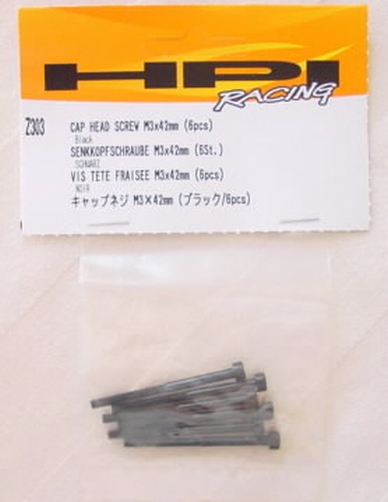 HPI
RACING
Z303
CAP HEAD SCREW M3x42mm (6pcs)
Black
SENKKOPFSCHRAUBE M3x42mm (6St.)
SCHWARZ
VIS TETE FRAISEE M3x42mm (6pcs)
NOIR
キャップネジ M3×42mm (ブラック/6pcs)